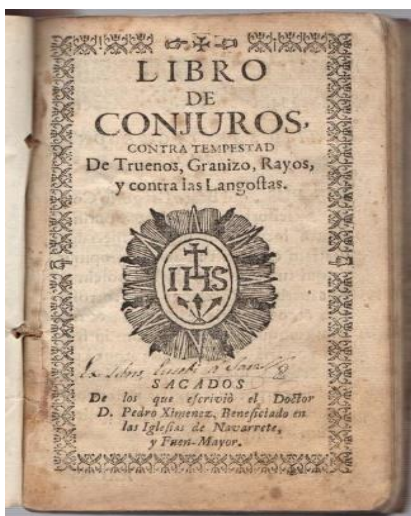 LIBRO
DE
CONJUROS,
CONTRA TEMPESTAD
De Truenos, Granizo, Rayos,
y contra las Langoſtas.
IHS
SACADOS
De los que eſcrivió el Doctor
D. Pedro Ximenez, Beneficiado en
las Igleſias de Navarrete,
y Fuen-Mayor.